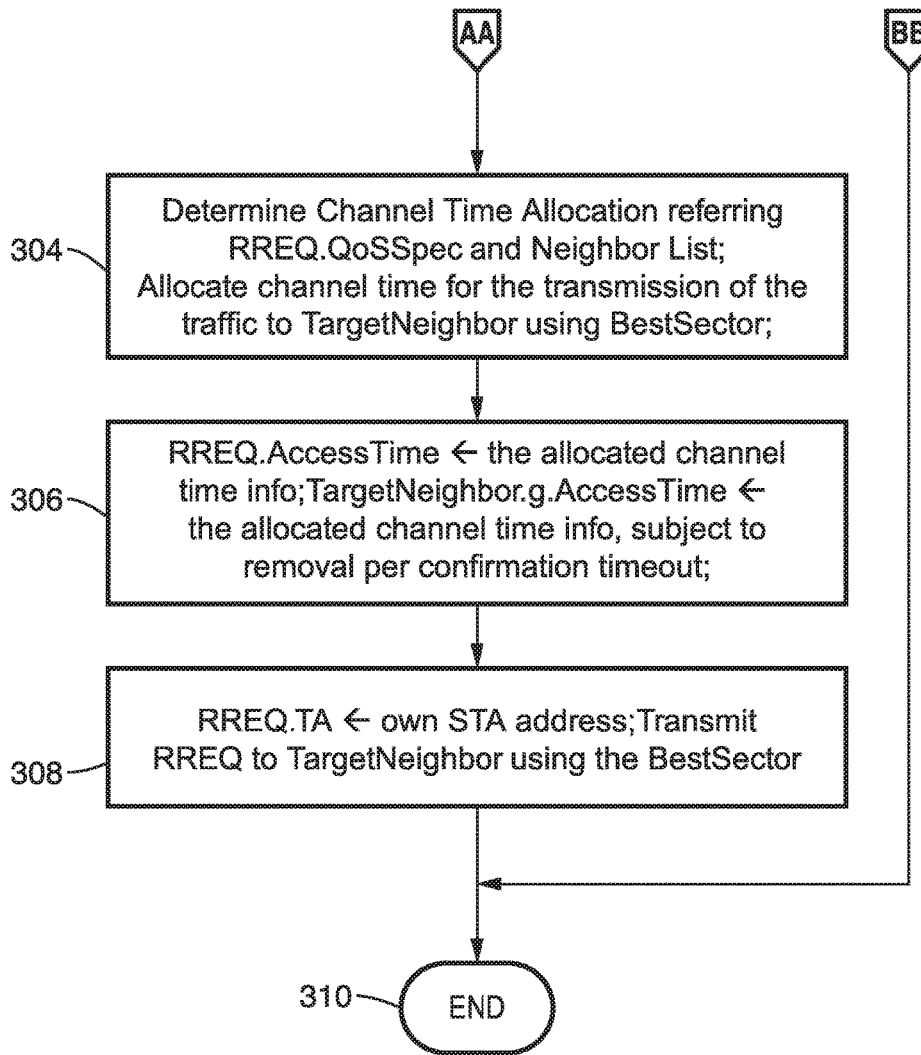 AA
BB
304
Determine Channel Time Allocation referring
RREQ.QoSSpec and Neighbor List;
Allocate channel time for the transmission of the
traffic to TargetNeighbor using BestSector;
306
RREQ.AccessTime ← the allocated channel
time info;TargetNeighbor.g.AccessTime ←
the allocated channel time info, subject to
removal per confirmation timeout;
308
RREQ.TA ← own STA address;Transmit
RREQ to TargetNeighbor using the BestSector
310
END